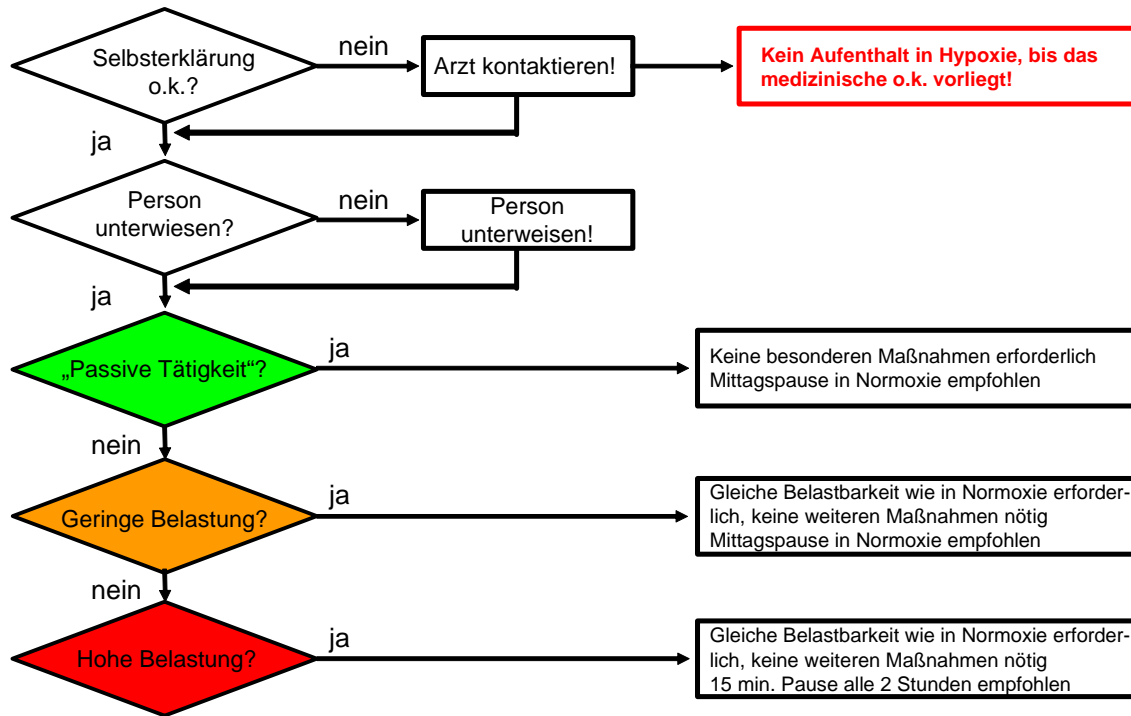 Selbsterklärung
o.k.?
nein
Arzt kontaktieren!
Kein Aufenthalt in Hypoxie, bis das
medizinische o.k. vorliegt!
ja
Person
unterwiesen?
nein
Person
unterweisen!
ja
„Passive Tätigkeit“?
ja
Keine besonderen Maßnahmen erforderlich
Mittagspause in Normoxie empfohlen
nein
Geringe Belastung?
ja
Gleiche Belastbarkeit wie in Normoxie erforder-
lich, keine weiteren Maßnahmen nötig
Mittagspause in Normoxie empfohlen
nein
Hohe Belastung?
ja
Gleiche Belastbarkeit wie in Normoxie erforder-
lich, keine weiteren Maßnahmen nötig
15 min. Pause alle 2 Stunden empfohlen